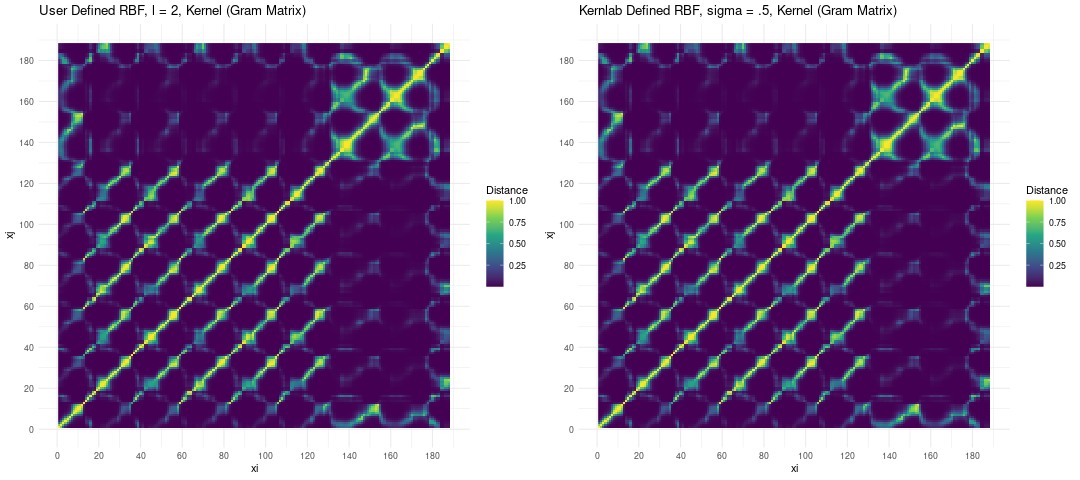 User Defined RBF, l = 2, Kernel (Gram Matrix)
180
160
140
120
100
80
60
40
20
0
xj
0 20 40 60 80 100 120 140 160 180
xi
Distance
1.00
0.75
0.50
0.25
Kernlab Defined RBF, sigma = .5, Kernel (Gram Matrix)
180
160
140
120
100
80
60
40
20
0
xj
0 20 40 60 80 100 120 140 160 180
xi
Distance
1.00
0.75
0.50
0.25